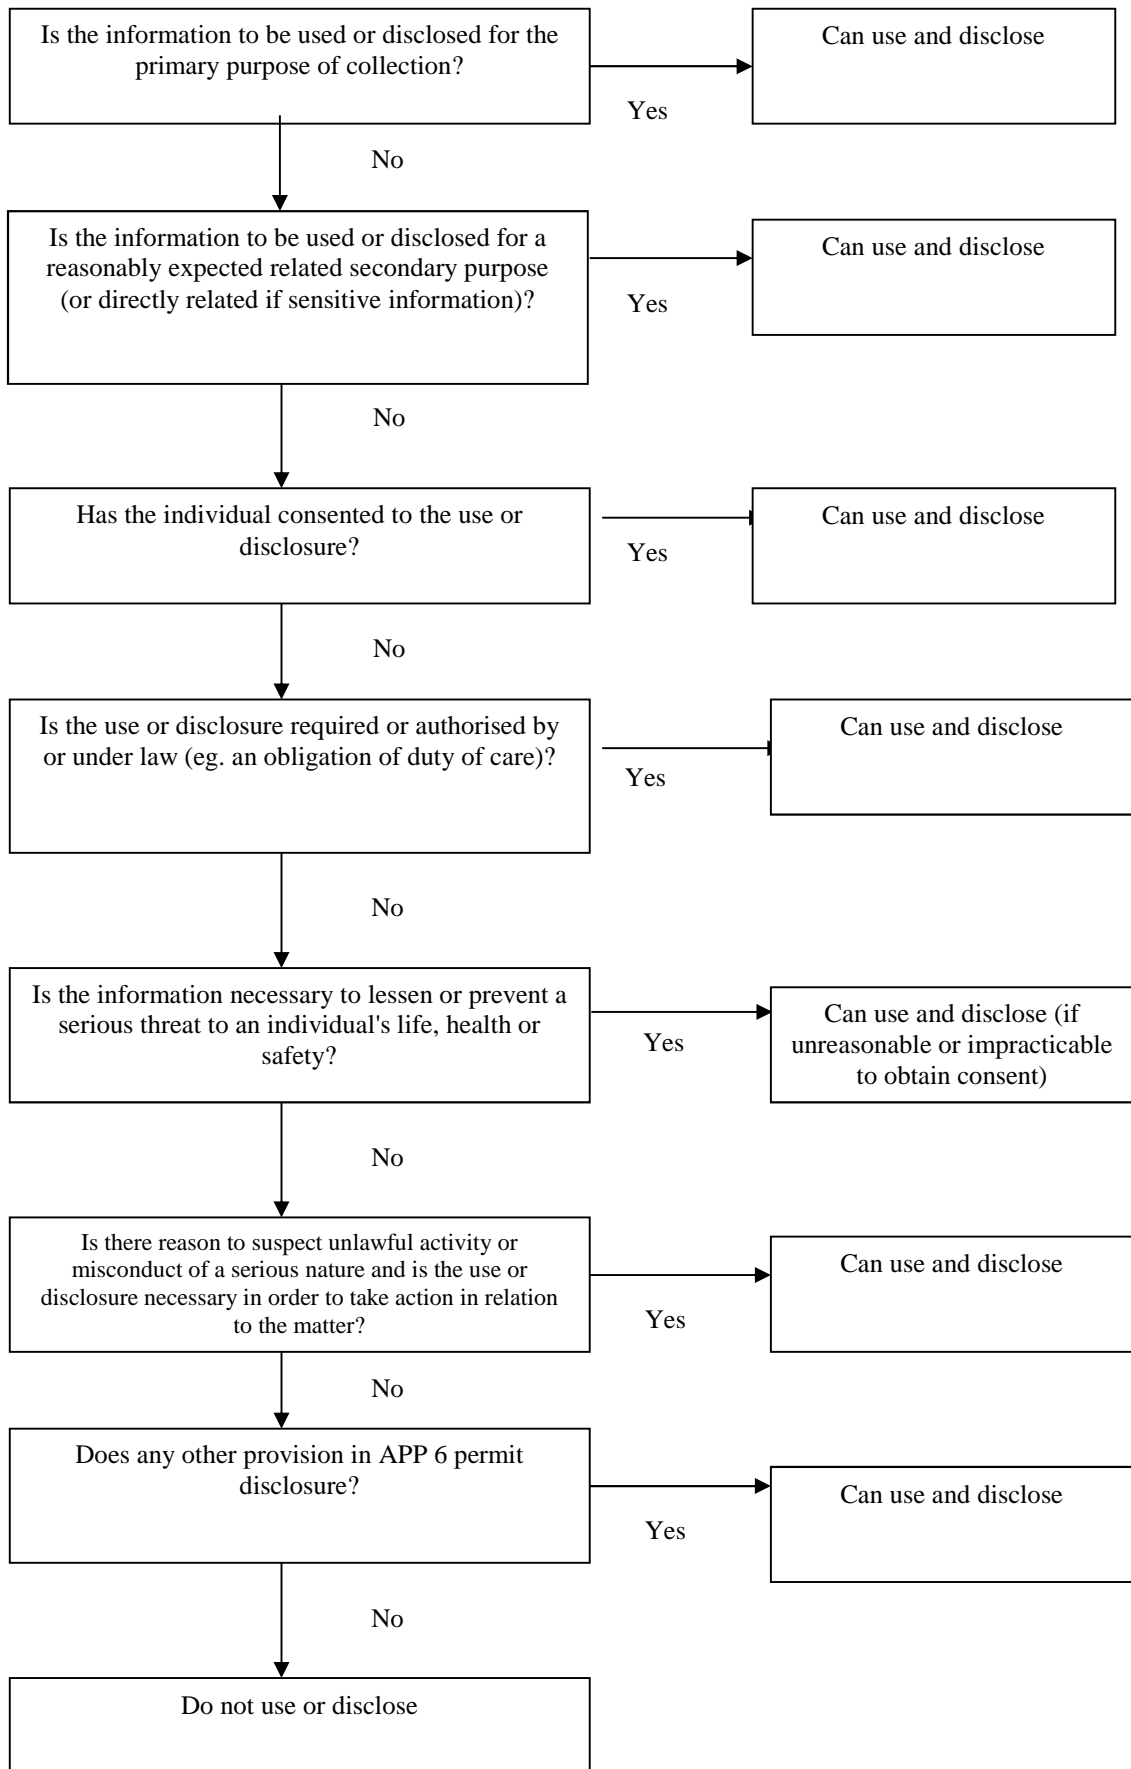 Is the information to be used or disclosed for the
primary purpose of collection?
Can use and disclose
Yes
No
Is the information to be used or disclosed for a
reasonably expected related secondary purpose
(or directly related if sensitive information)?
Can use and disclose
Yes
No
Has the individual consented to the use or
disclosure?
Can use and disclose
Yes
No
Is the use or disclosure required or authorised by
or under law (eg. an obligation of duty of care)?
Can use and disclose
Yes
No
Is the information necessary to lessen or prevent a
serious threat to an individual's life, health or
safety?
Can use and disclose (if
unreasonable or impracticable
to obtain consent)
Yes
No
Is there reason to suspect unlawful activity or
misconduct of a serious nature and is the use or
disclosure necessary in order to take action in relation
to the matter?
Can use and disclose
Yes
No
Does any other provision in APP 6 permit
disclosure?
Can use and disclose
Yes
No
Do not use or disclose